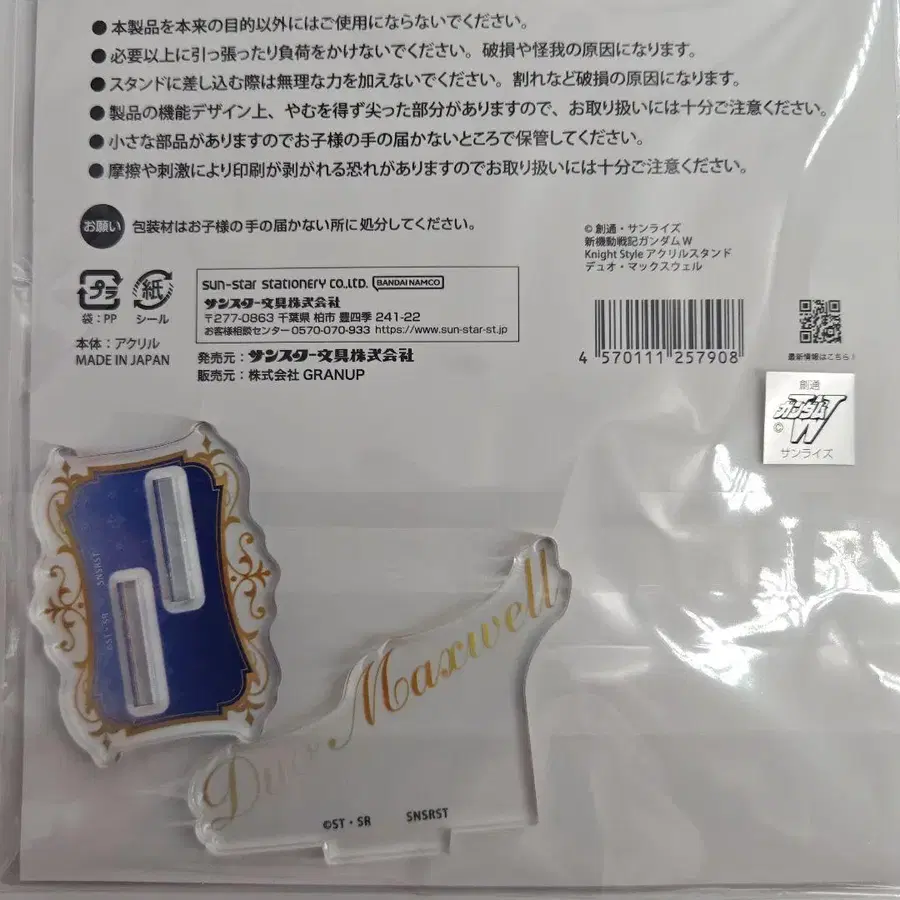 ● 本製品を本来の目的以外にはご使用にならないでください。
● 必要以上に引っ張ったり負荷をかけないでください。破損や怪我の原因になります。
● スタンドに差し込む際は無理な力を加えないでください。割れなど破損の原因になります。
● 製品の機能デザイン上、やむを得ず尖った部分がありますので、お取り扱いには十分ご注意ください。
● 小さな部品がありますのでお子様の手の届かないところで保管してください。
● 摩擦や刺激により印刷が剥がれる恐れがありますのでお取り扱いには十分ご注意ください。
お願い 包装材はお子様の手の届かない所に処分してください。
© 創通・サンライズ
新機動戦記ガンダム W
Knight Style アクリルスタンド
デュオ・マックスウェル
プラ 紙
袋：PP シール
本体：アクリル
MADE IN JAPAN
sun-star stationery co.,ltd. BANDAI NAMCO
サンスター文具株式会社
〒277-0863 千葉県 柏市 豊四季 241-22
お客様相談センター 0570-070-933 https://www.sun-star-st.jp
発売元：サンスター文具株式会社
販売元：株式会社 GRANUP
4 570111 257908
最新情報はこちら！
創通
ガンダム
W
©
サンライズ
©ST・SR SNSRST
Duo Maxwell
©ST・SR SNSRST